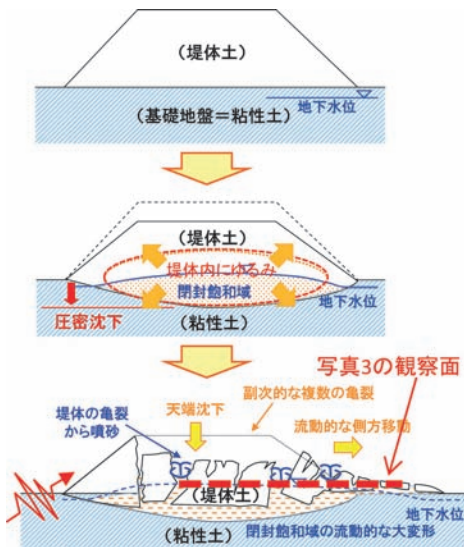 (堤体土)
地下水位
(基礎地盤=粘性土)
(堤体土)
堤体内にゆるみ
閉封飽和域
地下水位
圧密沈下
(粘性土)
写真3の観察面
副次的な複数の亀裂
天端沈下
堤体の亀裂
から噴砂
流動的な側方移動
(堤体土)
地下水位
(粘性土)
閉封飽和域の流動的な大変形